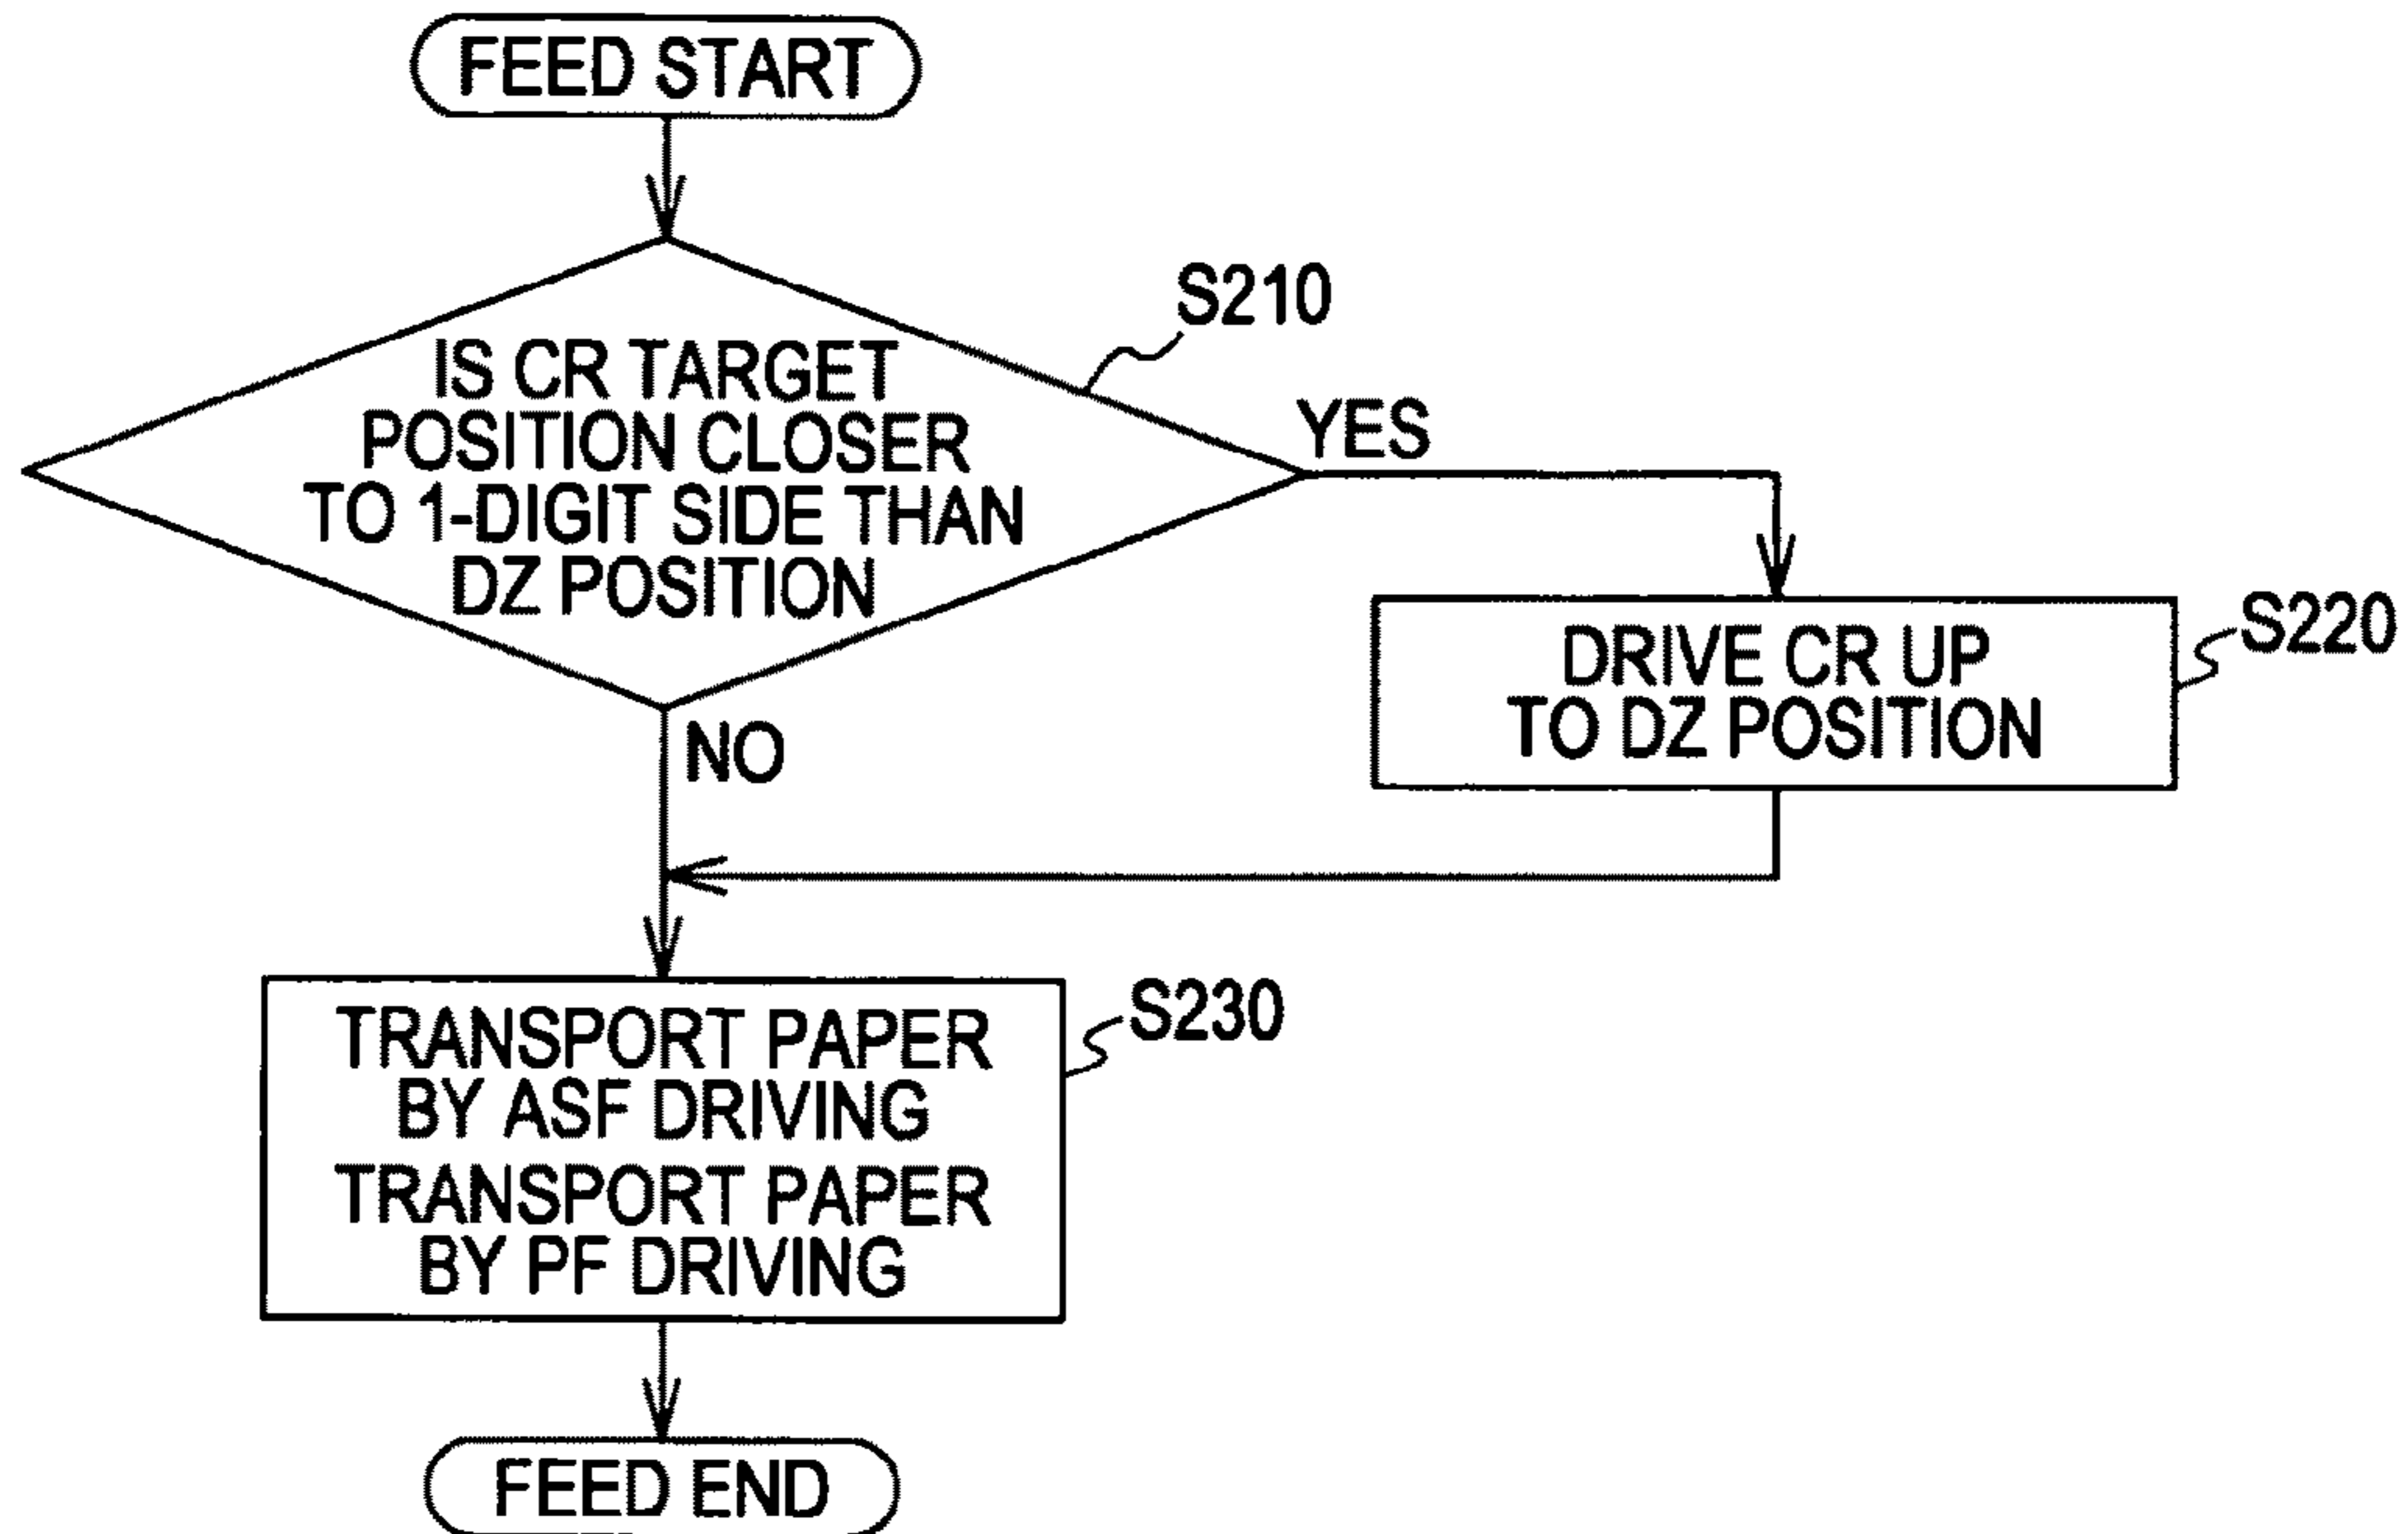 FEED START
S210
IS CR TARGET
POSITION CLOSER
TO 1-DIGIT SIDE THAN
DZ POSITION
YES
NO
S220
DRIVE CR UP
TO DZ POSITION
S230
TRANSPORT PAPER
BY ASF DRIVING
TRANSPORT PAPER
BY PF DRIVING
FEED END